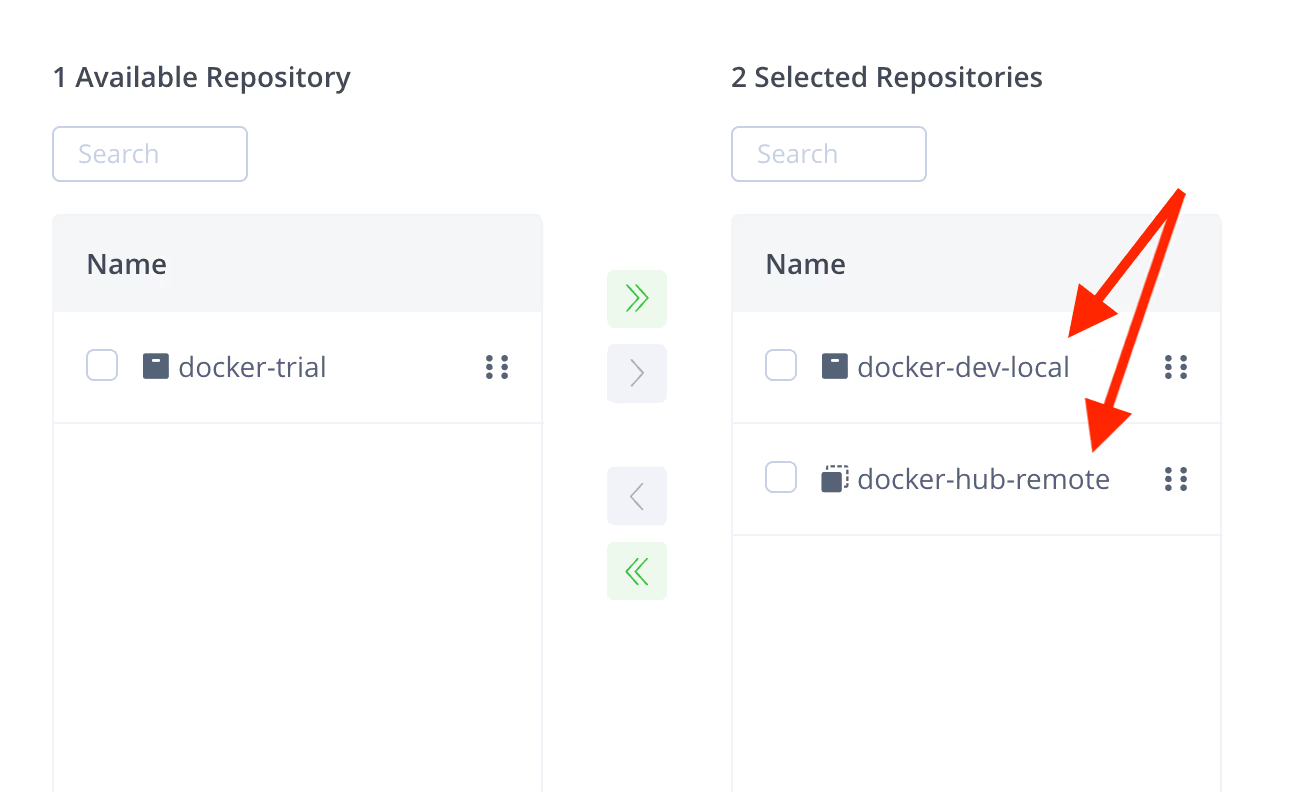 1 Available Repository
Search
Name
docker-trial
2 Selected Repositories
Search
Name
docker-dev-local
docker-hub-remote